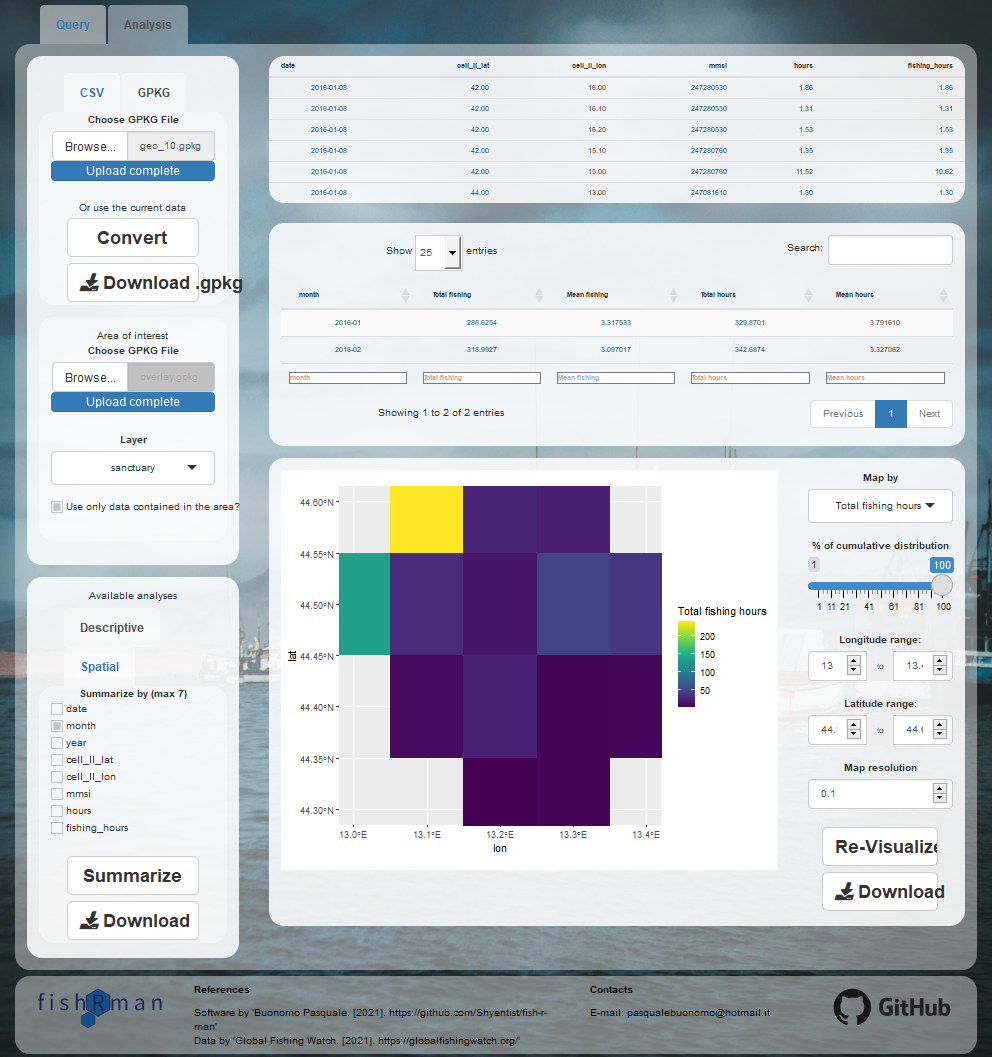 Query Analysis
CSV GPKG
Choose GPKG File
Browse... geo_10.gpkg
Upload complete
Or use the current data
Convert
Download .gpkg
Area of interest
Choose GPKG File
Browse... overlay.gpkg
Upload complete
Layer
sanctuary
Use only data contained in the area?
Available analyses
Descriptive
Spatial
Summarize by (max 7)
date
month
year
cell_ll_lat
cell_ll_lon
mmsi
hours
fishing_hours
Summarize
Download
date cell_ll_lat cell_ll_lon mmsi hours fishing_hours
2016-01-08 42.00 16.00 247280530 1.86 1.86
2016-01-08 42.00 16.10 247280530 1.31 1.31
2016-01-08 42.00 16.20 247280530 1.53 1.53
2016-01-08 42.00 15.10 247280760 1.35 1.35
2016-01-08 42.00 15.00 247280760 11.52 10.62
2016-01-08 44.00 13.00 247081610 1.30 1.30
Show 25 entries Search:
month Total fishing Mean fishing Total hours Mean hours
2016-01 288.6254 3.317533 329.8701 3.791610
2016-02 318.9927 3.097017 342.6874 3.327062
month Total fishing Mean fishing Total hours Mean hours
Showing 1 to 2 of 2 entries Previous 1 Next
44.60°N
44.55°N
44.50°N
44.45°N
44.40°N
44.35°N
44.30°N
lat
13.0°E 13.1°E 13.2°E 13.3°E 13.4°E
lon
Total fishing hours
200
150
100
50
Map by
Total fishing hours
% of cumulative distribution
1 100
1 11 21 41 61 81 100
Longitude range:
13 to 13.4
Latitude range:
44. to 44.
Map resolution
0.1
Re-Visualize
Download
fishRman
References
Software by 'Buonomo Pasquale. [2021]. https://github.com/Shyentist/fish-r-
man'
Data by 'Global Fishing Watch. [2021]. https://globalfishingwatch.org/'
Contacts
E-mail: pasqualebuonomo@hotmail.it
GitHub